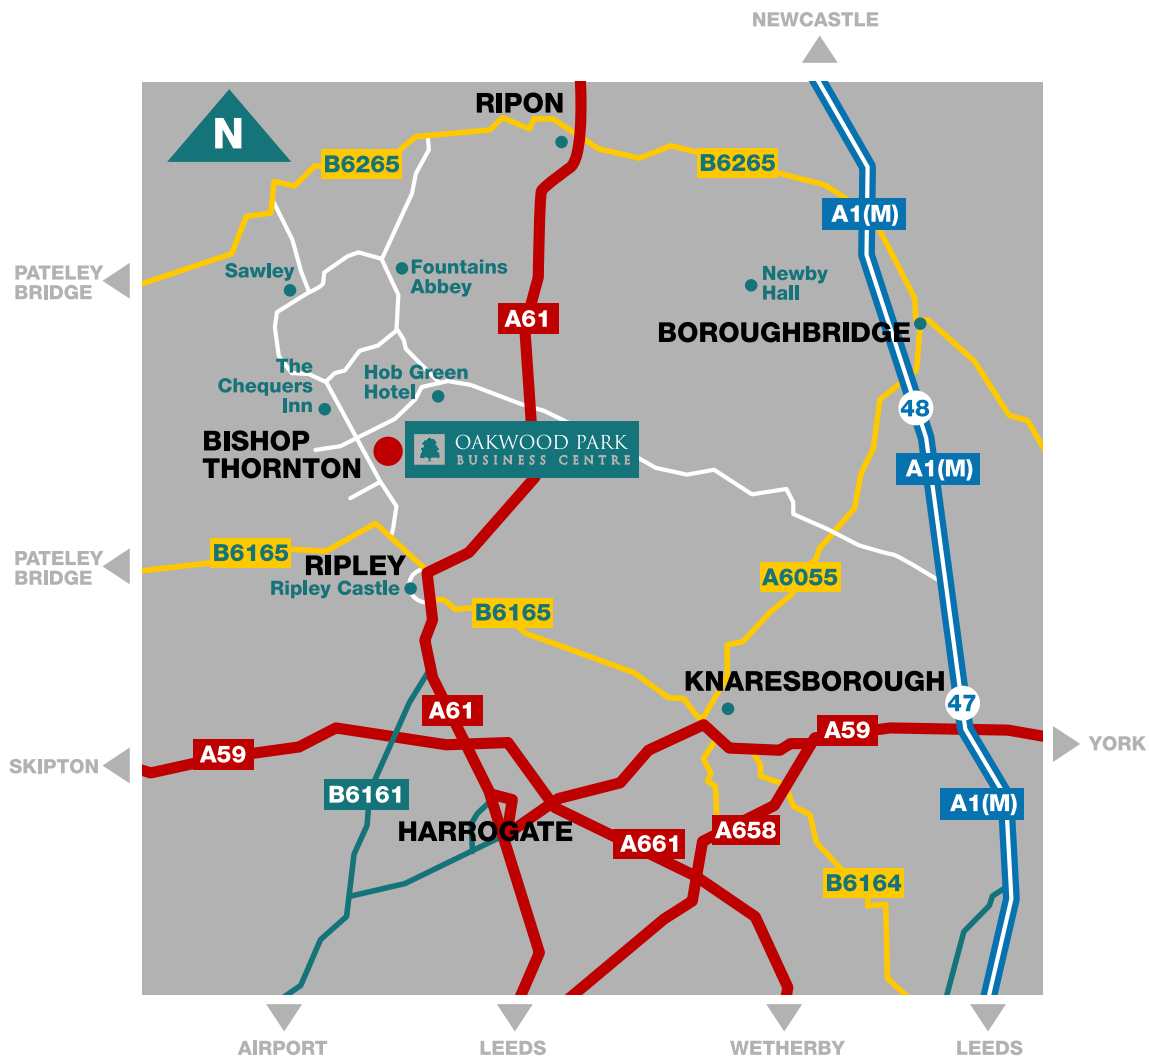 NEWCASTLE
RIPON
N
B6265
B6265
A1(M)
PATELEY
BRIDGE
Sawley
Fountains
Abbey
Newby
Hall
A61
BOROUGHBRIDGE
The
Chequers
Inn
Hob Green
Hotel
48
BISHOP
THORNTON
OAKWOOD PARK
BUSINESS CENTRE
A1(M)
PATELEY
BRIDGE
B6165
RIPLEY
Ripley Castle
A6055
B6165
KNARESBOROUGH
A61
47
A59
A59
YORK
SKIPTON
B6161
A1(M)
HARROGATE
A661
A658
B6164
AIRPORT
LEEDS
WETHERBY
LEEDS